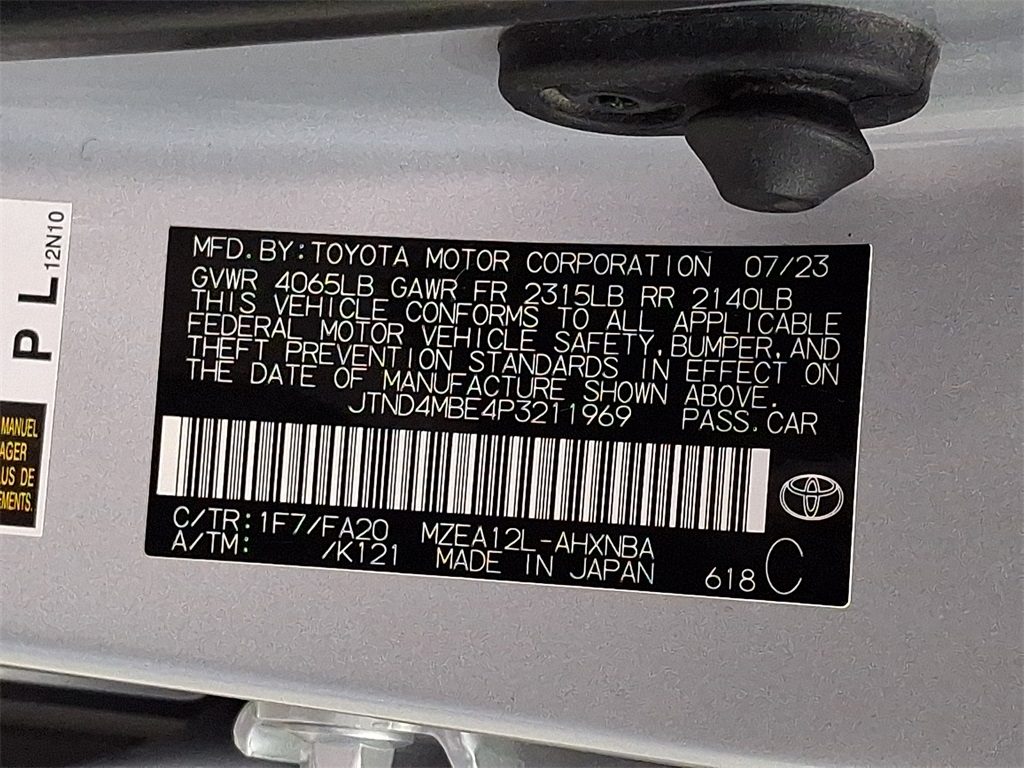 P L 12N10
MANUEL
AGER
US DE
EMENTS.
MFD. BY: TOYOTA MOTOR CORPORATION 07/23
GVWR 4065LB GAWR FR 2315LB RR 2140LB
THIS VEHICLE CONFORMS TO ALL APPLICABLE
FEDERAL MOTOR VEHICLE SAFETY, BUMPER, AND
THEFT PREVENTION STANDARDS IN EFFECT ON
THE DATE OF MANUFACTURE SHOWN ABOVE.
JTND4MBE4P3211969 PASS. CAR
C/TR: 1F7/FA20 MZEA12L-AHXNBA
A/TM: /K121 MADE IN JAPAN 618 C